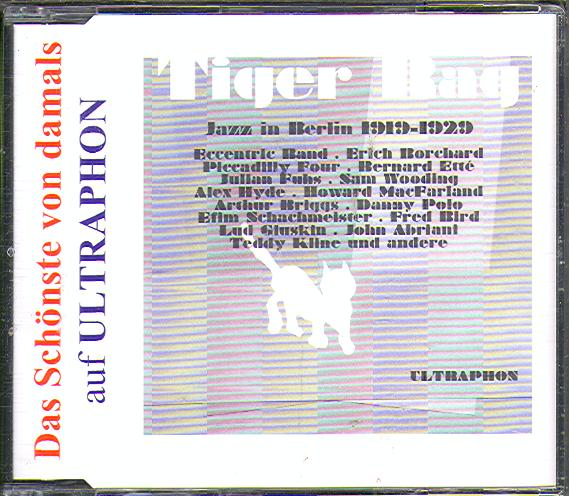 Das Schönste von damals
auf ULTRAPHON
Tiger Rag
Jazz in Berlin 1919-1929
Eccentric Band . Erich Borchard
Piccadilly Four . Bernard Etté
Julian Fuhs . Sam Wooding
Alex Hyde . Howard MacFarland
Arthur Briggs . Danny Polo
Efim Schachmeister . Fred Bird
Lud Gluskin . John Abriani
Teddy Kline und andere
ULTRAPHON